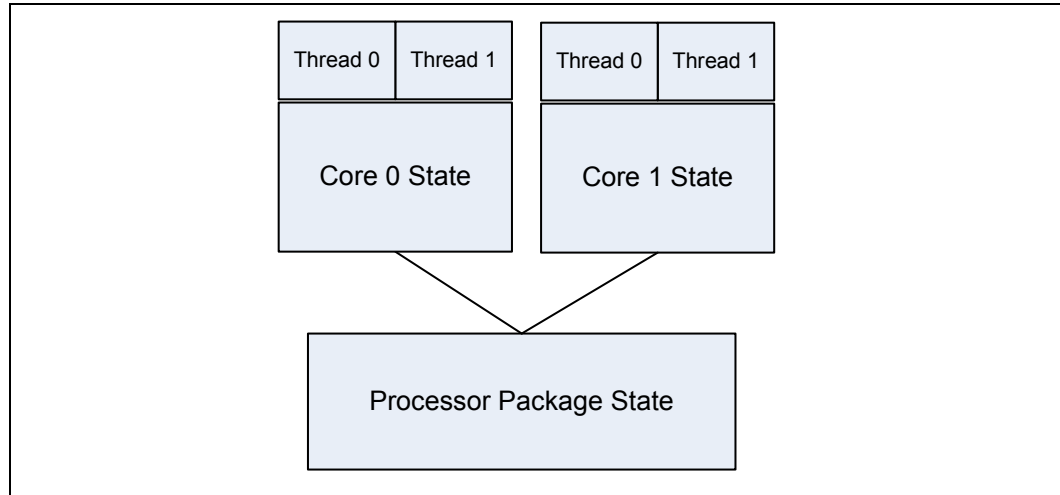 Thread 0 Thread 1 Thread 0 Thread 1
Core 0 State Core 1 State
Processor Package State